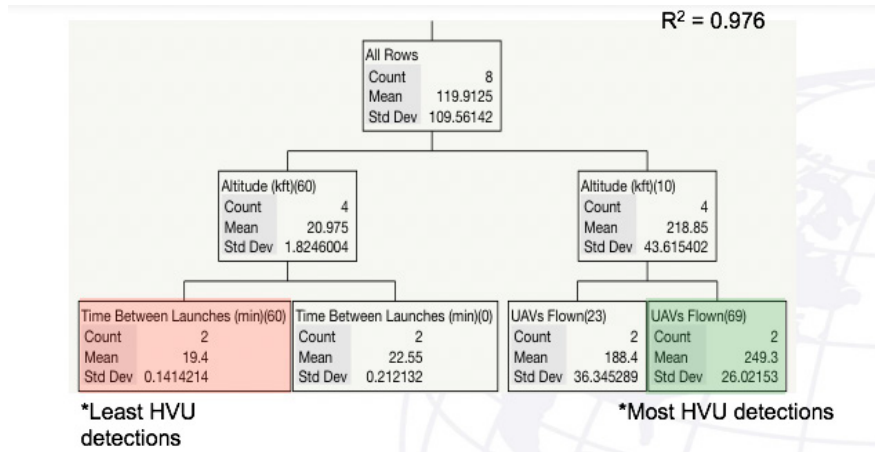 R² = 0.976
All Rows
Count 8
Mean 119.9125
Std Dev 109.56142
Altitude (kft)(60)
Count 4
Mean 20.975
Std Dev 1.8246004
Altitude (kft)(10)
Count 4
Mean 218.85
Std Dev 43.615402
Time Between Launches (min)(60)
Count 2
Mean 19.4
Std Dev 0.1414214
Time Between Launches (min)(0)
Count 2
Mean 22.55
Std Dev 0.212132
UAVs Flown(23)
Count 2
Mean 188.4
Std Dev 36.345289
UAVs Flown(69)
Count 2
Mean 249.3
Std Dev 26.02153
*Least HVU
detections
*Most HVU detections